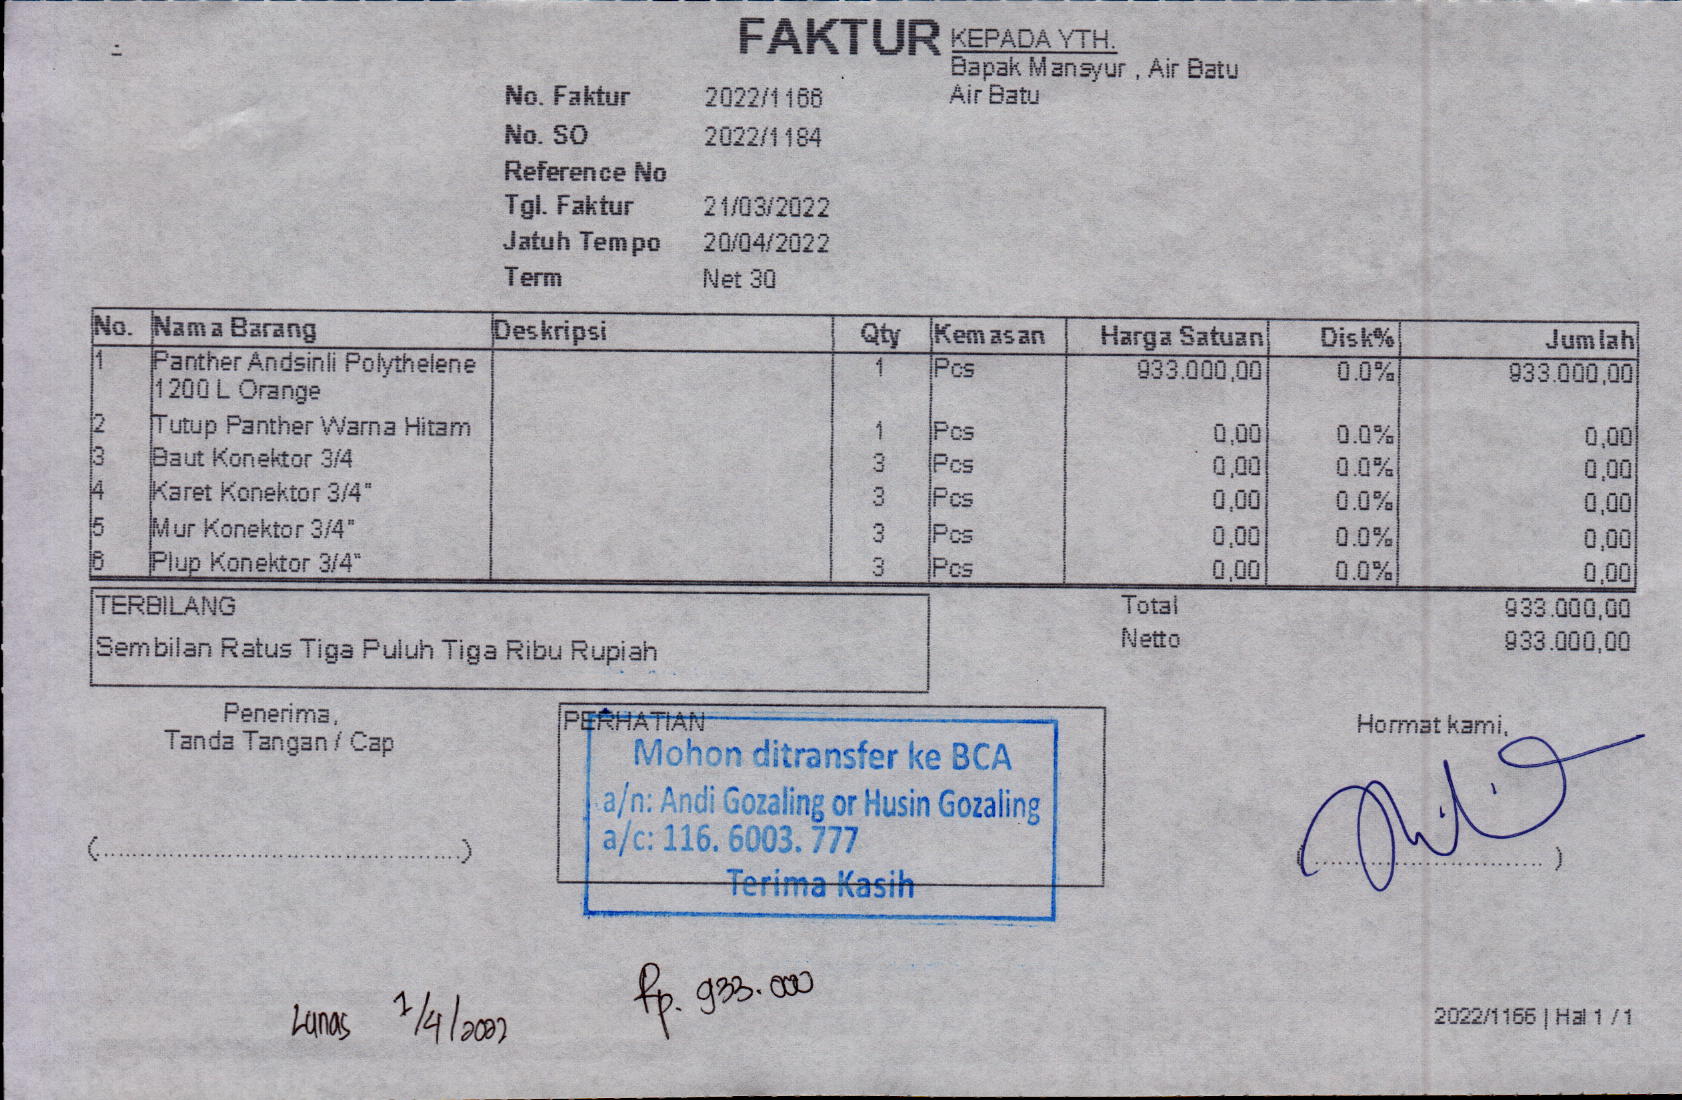 FAKTUR
KEPADA YTH.
Bapak Mansyur , Air Batu
Air Batu
No. Faktur 2022/1166
No. SO 2022/1184
Reference No
Tgl. Faktur 21/03/2022
Jatuh Tempo 20/04/2022
Term Net 30
No. Nama Barang Deskripsi Qty Kemasan Harga Satuan Disk% Jumlah
1 Panther Andsinli Polythelene 1 Pcs 933.000,00 0.0% 933.000,00
1200 L Orange
2 Tutup Panther Warna Hitam 1 Pcs 0,00 0.0% 0,00
3 Baut Konektor 3/4 3 Pcs 0,00 0.0% 0,00
4 Karet Konektor 3/4" 3 Pcs 0,00 0.0% 0,00
5 Mur Konektor 3/4" 3 Pcs 0,00 0.0% 0,00
6 Plup Konektor 3/4" 3 Pcs 0,00 0.0% 0,00
TERBILANG
Sembilan Ratus Tiga Puluh Tiga Ribu Rupiah
Total 933.000,00
Netto 933.000,00
Penerima,
Tanda Tangan / Cap
(............................................)
PERHATIAN
Mohon ditransfer ke BCA
a/n: Andi Gozaling or Husin Gozaling
a/c: 116. 6003. 777
Terima Kasih
Hormat kami,
(............................ )
Lunas 1/4/2022
Rp. 933.000
2022/1166 | Hal 1 / 1